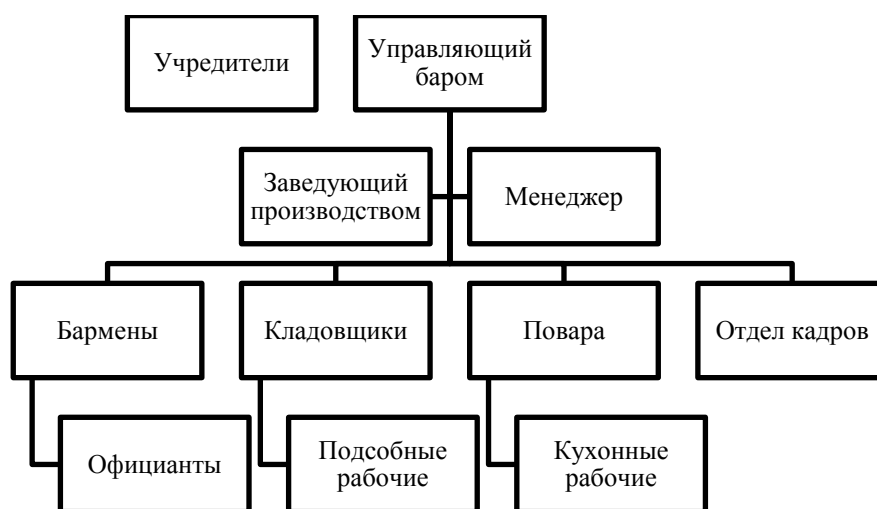 Учредители
Управляющий
баром
Заведующий
производством
Менеджер
Бармены
Кладовщики
Повара
Отдел кадров
Официанты
Подсобные
рабочие
Кухонные
рабочие